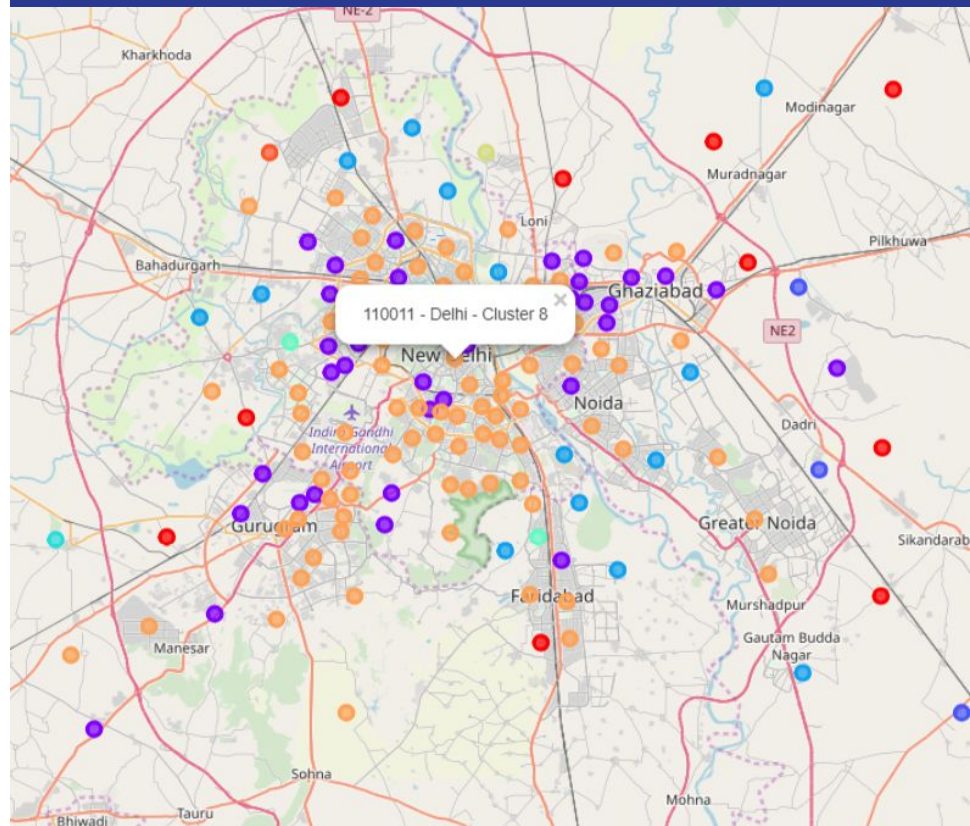 NE-2
Kharkhoda
Modinagar
Muradnagar
Loni
Pilkhuwa
Bahadurgarh
Ghaziabad
×
110011 - Delhi - Cluster 8
NE2
New Delhi
Noida
Dadri
Indira Gandhi
International
Airport
Gurugram
Greater Noida
Sikandarab
Faridabad
Murshadpur
Gautam Budda
Nagar
Manesar
Sohna
Mohna
Tauru
Bhiwadi